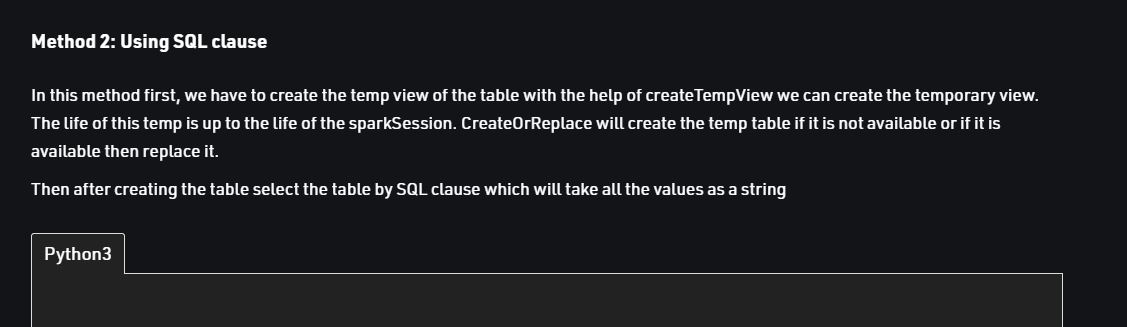 Method 2: Using SQL clause
In this method first, we have to create the temp view of the table with the help of createTempView we can create the temporary view.
The life of this temp is up to the life of the sparkSession. CreateOrReplace will create the temp table if it is not available or if it is
available then replace it.
Then after creating the table select the table by SQL clause which will take all the values as a string
Python3